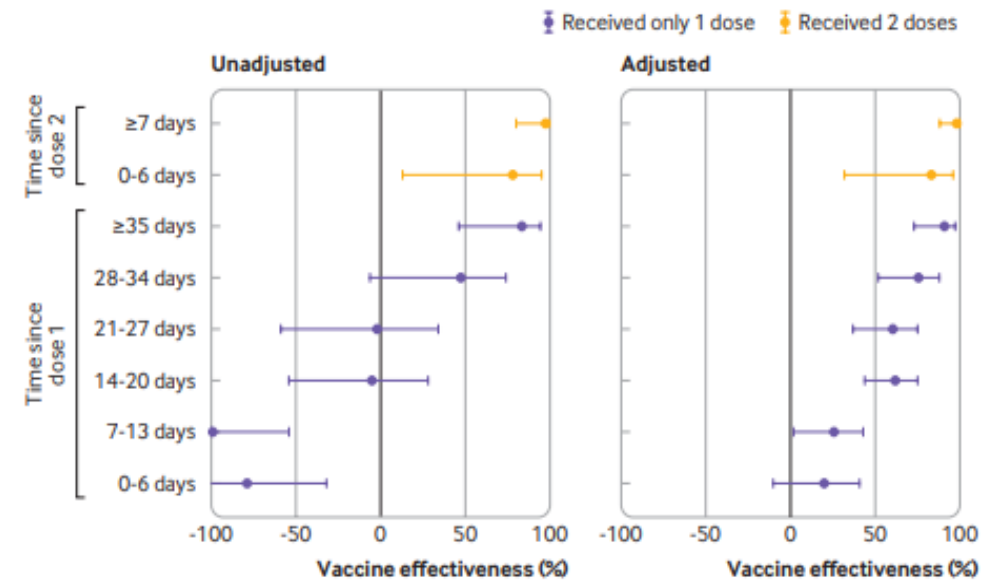 Received only 1 dose Received 2 doses
Unadjusted Adjusted
Time since
dose 2
≥7 days
0-6 days
Time since
dose 1
≥35 days
28-34 days
21-27 days
14-20 days
7-13 days
0-6 days
-100 -50 0 50 100 -100 -50 0 50 100
Vaccine effectiveness (%) Vaccine effectiveness (%)